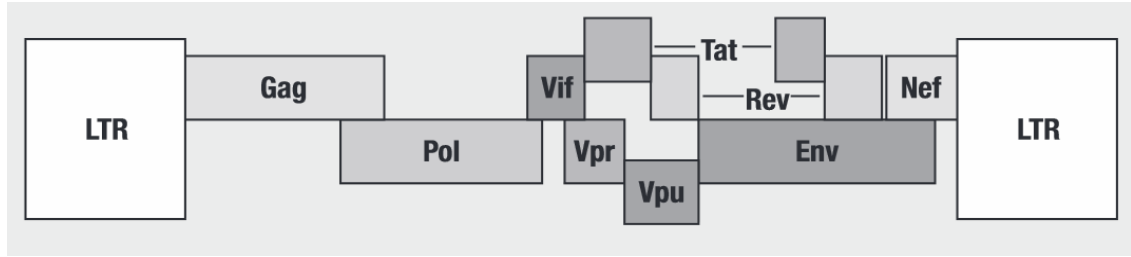 LTR
Gag
Pol
Vif
Vpr
Vpu
Tat
Rev
Env
Nef
LTR